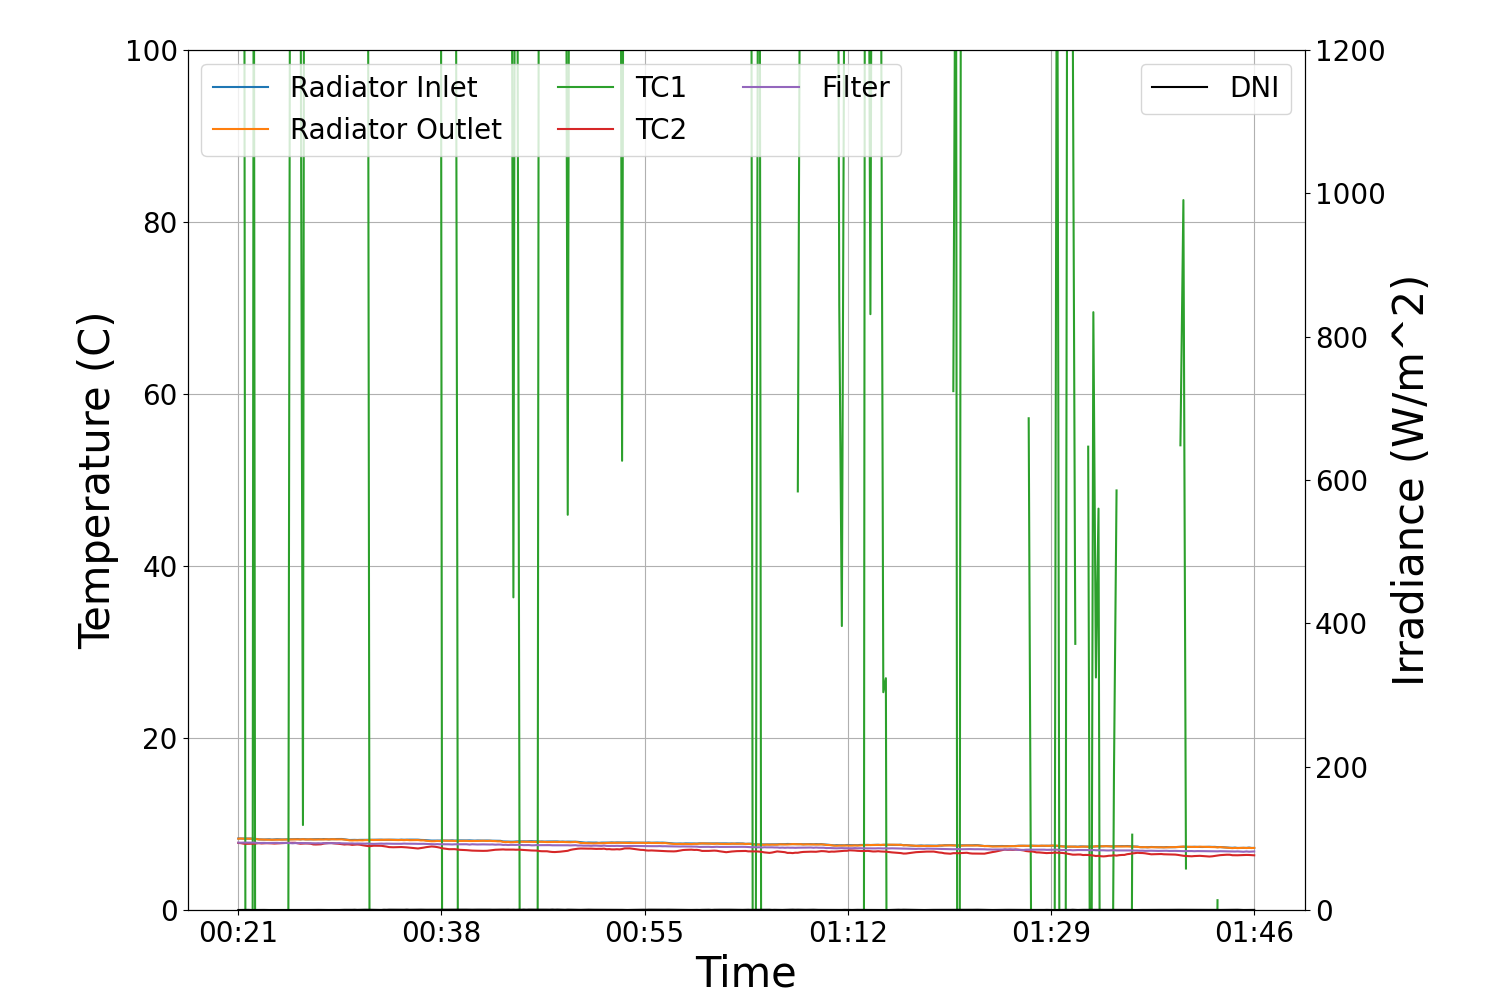 Radiator Inlet
Radiator Outlet
TC1
TC2
Filter
DNI
100
80
60
40
20
0
Temperature (C)
1200
1000
800
600
400
200
0
Irradiance (W/m^2)
00:21 00:38 00:55 01:12 01:29 01:46
Time